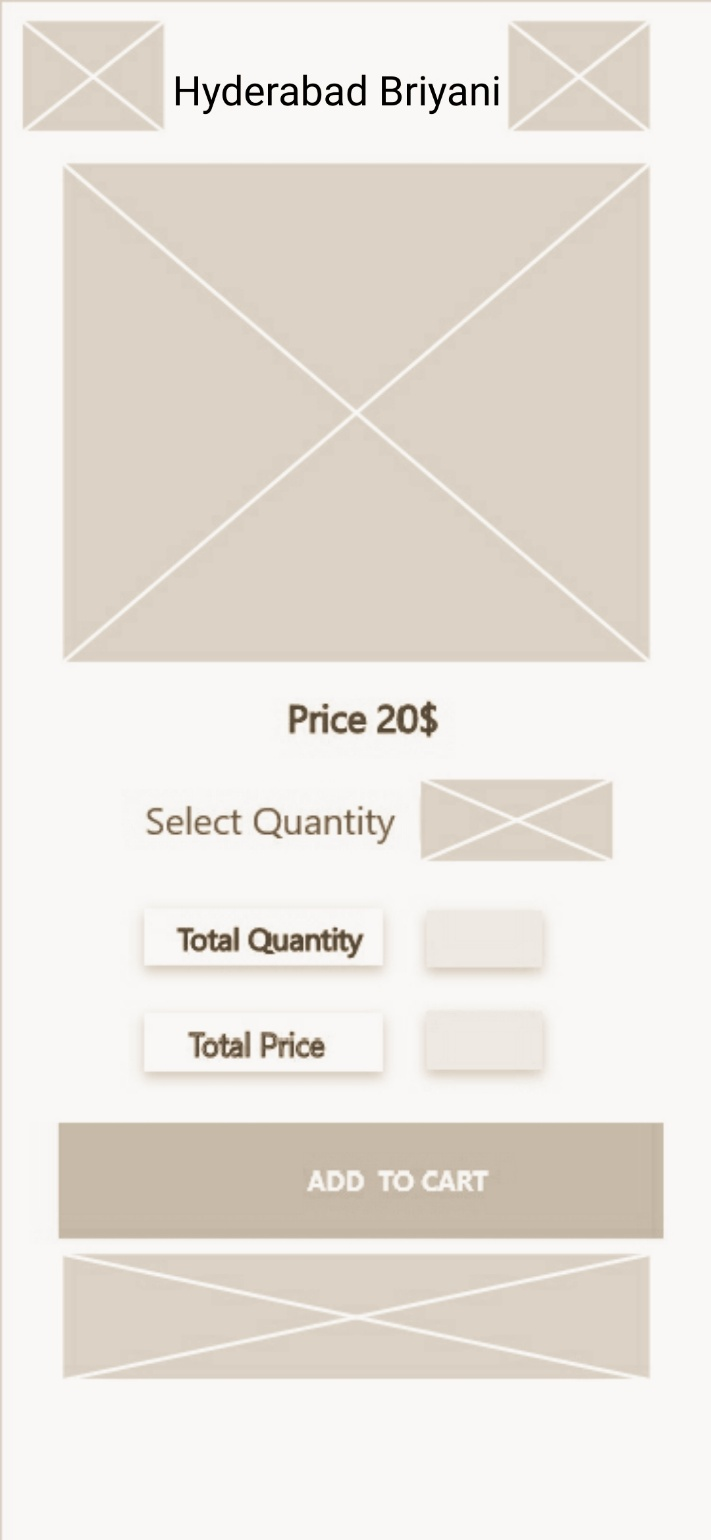 Hyderabad Briyani
Price 20$
Select Quantity
Total Quantity
Total Price
ADD TO CART